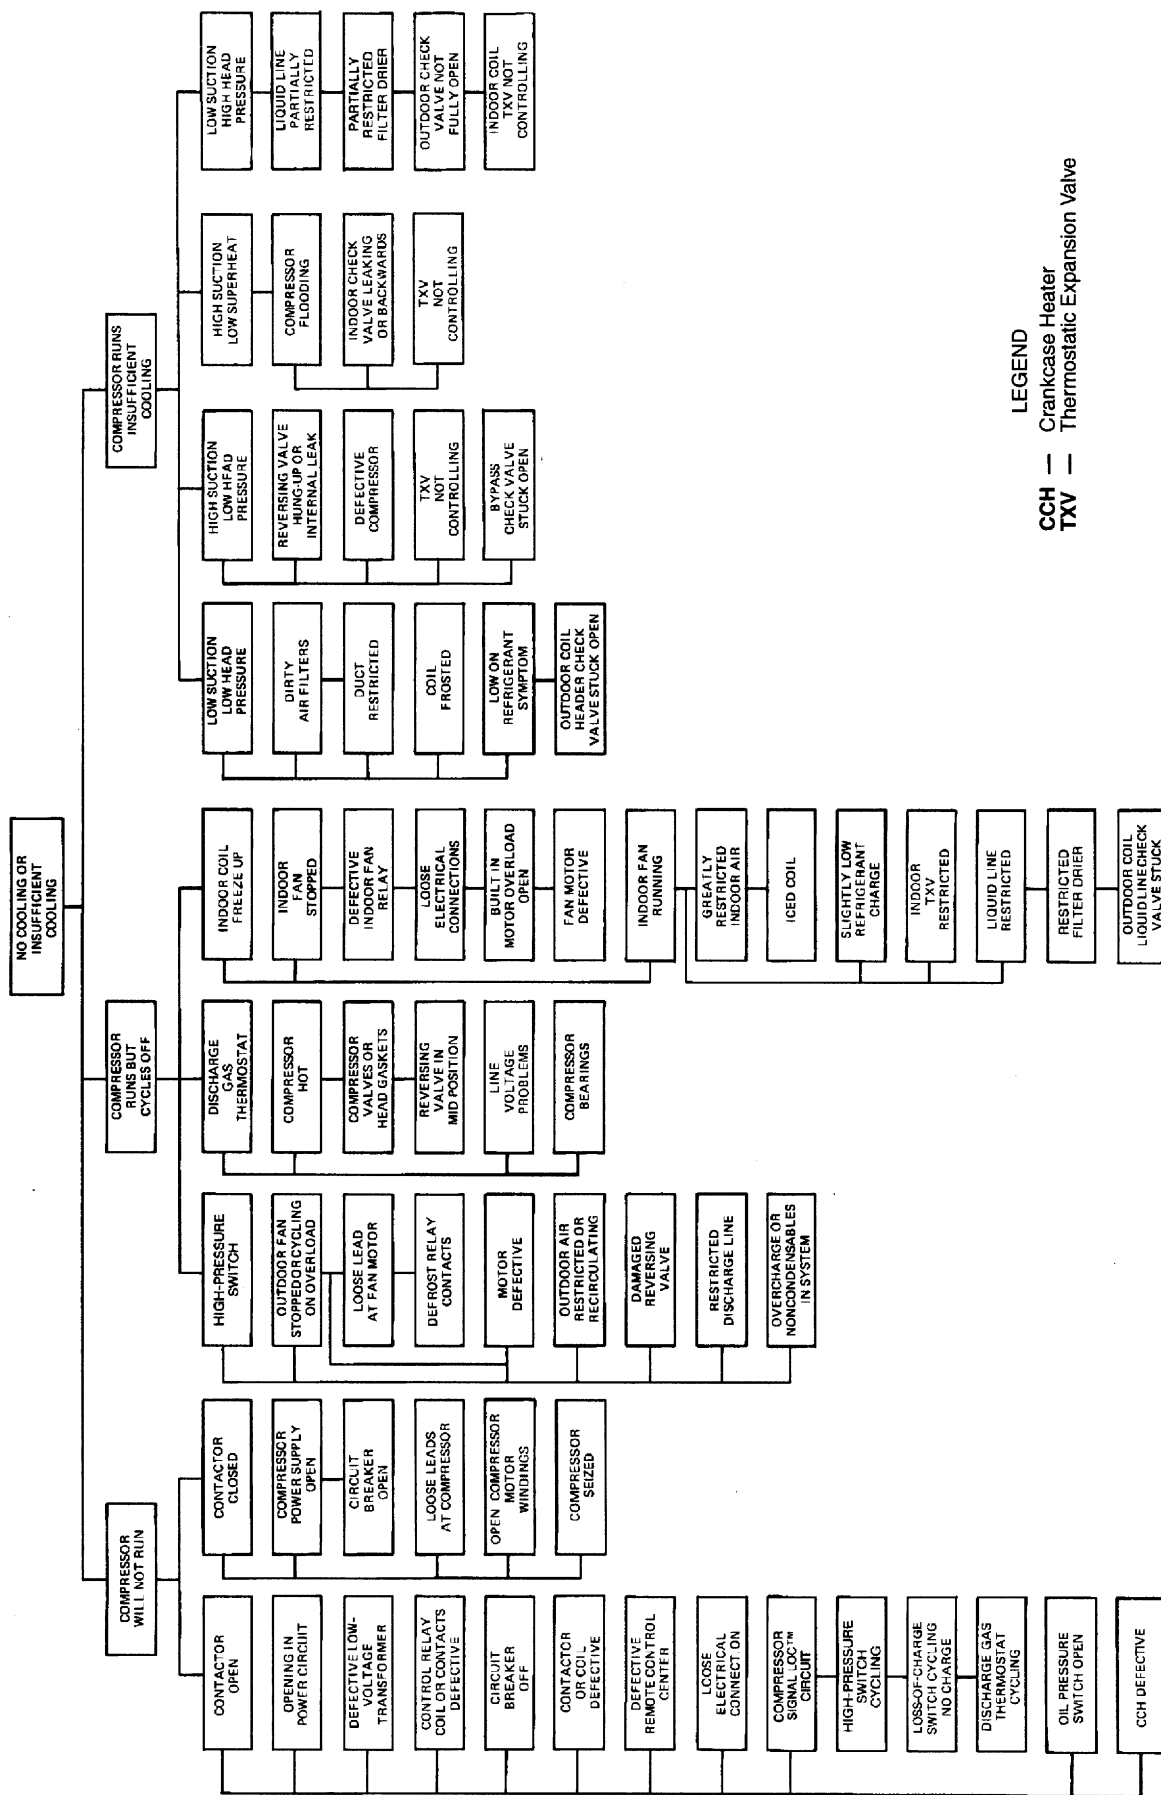 NO COOLING OR
INSUFFICIENT
COOLING
COMPRESSOR
WILL NOT RUN
CONTACTOR
OPEN
OPENING IN
POWER CIRCUIT
DEFECTIVE LOW-
VOLTAGE
TRANSFORMER
CONTROL RELAY
COIL OR CONTACTS
DEFECTIVE
CIRCUIT
BREAKER
OFF
CONTACTOR
OR COIL
DEFECTIVE
DEFECTIVE
REMOTE CONTROL
CENTER
LOSE
ELECTRICAL
CONNECT ON
COMPRESSOR
SIGNAL LOC™
CIRCUIT
HIGH-PRESSURE
SWITCH
CYCLING
LOSS-OF-CHARGE
SWITCH CYCLING
NO CHARGE
DISCHARGE GAS
THERMOSTAT
CYCLING
OIL PRESSURE
SWITCH OPEN
CCH DEFECTIVE
CONTACTOR
CLOSED
COMPRESSOR
POWER SUPPLY
OPEN
CIRCUIT
BREAKER
OPEN
LOOSE LEADS
AT COMPRESSOR
OPEN COMPRESSOR
MOTOR
WINDINGS
COMPRESSOR
SEIZED
COMPRESSOR
RUNS BUT
CYCLES OFF
HIGH-PRESSURE
SWITCH
OUTDOOR FAN
STOPPED OR CYCLING
ON OVERLOAD
LOOSE LEAD
AT FAN MOTOR
DEFROST RELAY
CONTACTS
MOTOR
DEFECTIVE
OUTDOOR AIR
RESTRICTED OR
RECIRCULATING
DAMAGED
REVERSING
VALVE
RESTRICTED
DISCHARGE LINE
OVERCHARGE OR
NONCONDENSABLES
IN SYSTEM
DISCHARGE
GAS
THERMOSTAT
COMPRESSOR
HOT
COMPRESSOR
VALVES OR
HEAD GASKETS
REVERSING
VALVE IN
MID POSITION
LINE
VOLTAGE
PROBLEMS
COMPRESSOR
BEARINGS
INDOOR COIL
FREEZE UP
INDOOR
FAN
STOPPED
DEFECTIVE
INDOOR FAN
RELAY
LOOSE
ELECTRICAL
CONNECTIONS
BUILT IN
MOTOR OVERLOAD
OPEN
FAN MOTOR
DEFECTIVE
INDOOR FAN
RUNNING
GREATLY
RESTRICTED
INDOOR AIR
ICED COIL
SLIGHTLY LOW
REFRIGERANT
CHARGE
INDOOR
TXV
RESTRICTED
LIQUID LINE
RESTRICTED
RESTRICTED
FILTER DRIER
OUTDOOR COIL
LIQUID LINE CHECK
VALVE STUCK
COMPRESSOR RUNS
INSUFFICIENT
COOLING
LOW SUCTION
LOW HEAD
PRESSURE
DIRTY
AIR FILTERS
DUCT
RESTRICTED
COIL
FROSTED
LOW ON
REFRIGERANT
SYMPTOM
OUTDOOR COIL
HEADER CHECK
VALVE STUCK OPEN
HIGH SUCTION
LOW HEAD
PRESSURE
REVERSING VALVE
HUNG-UP OR
INTERNAL LEAK
DEFECTIVE
COMPRESSOR
TXV
NOT
CONTROLLING
BYPASS
CHECK VALVE
STUCK OPEN
HIGH SUCTION
LOW SUPERHEAT
COMPRESSOR
FLOODING
INDOOR CHECK
VALVE LEAKING
OR BACKWARDS
TXV
NOT
CONTROLLING
LOW SUCTION
HIGH HEAD
PRESSURE
LIQUID LINE
PARTIALLY
RESTRICTED
PARTIALLY
RESTRICTED
FILTER DRIER
OUTDOOR CHECK
VALVE NOT
FULLY OPEN
INDOOR COIL
TXV NOT
CONTROLLING
LEGEND
CCH — Crankcase Heater
TXV — Thermostatic Expansion Valve